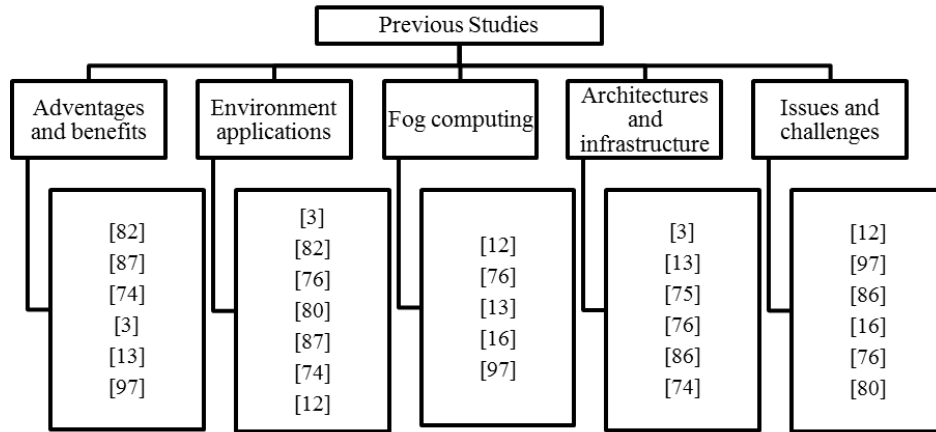 Previous Studies
Adventages
and benefits
Environment
applications
Fog computing
Architectures
and
infrastructure
Issues and
challenges
[82]
[87]
[74]
[3]
[13]
[97]
[3]
[82]
[76]
[80]
[87]
[74]
[12]
[12]
[76]
[13]
[16]
[97]
[3]
[13]
[75]
[76]
[86]
[74]
[12]
[97]
[86]
[16]
[76]
[80]